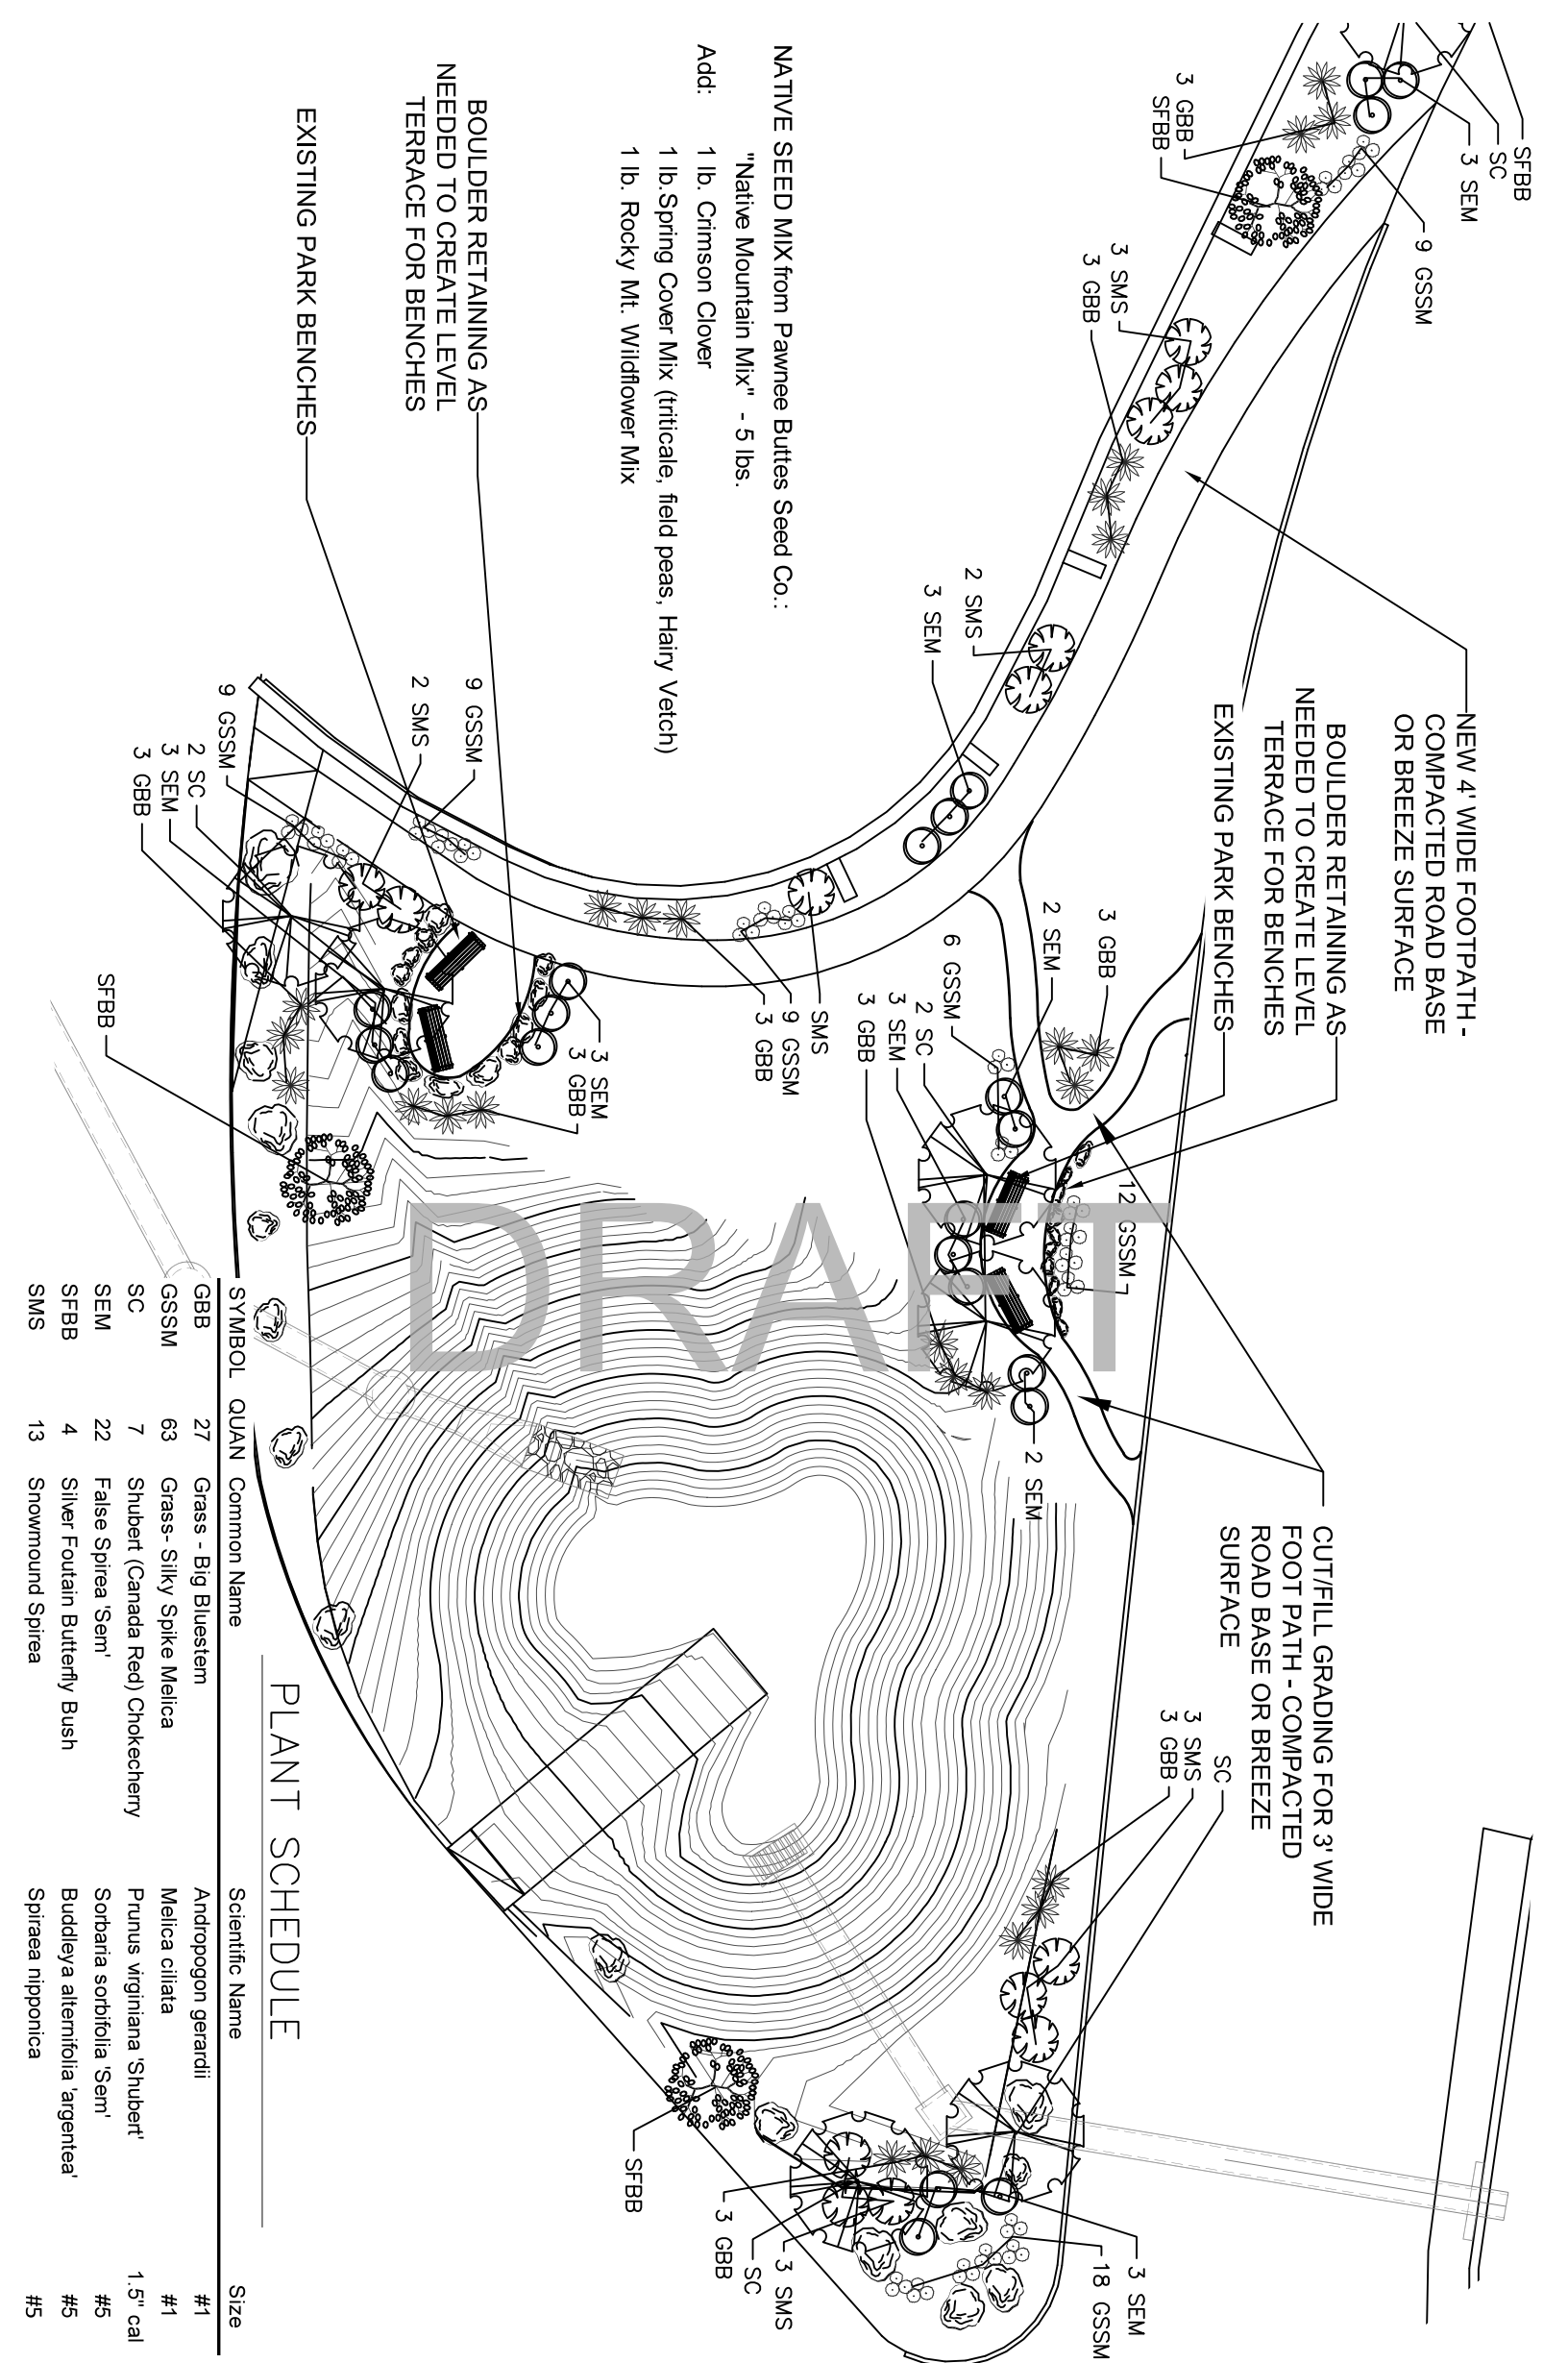 SFBB
SC
3 SEM
9 GSSM
3 GBB
SFBB
3 SMS
3 GBB
NATIVE SEED MIX from Pawnee Buttes Seed Co.:
"Native Mountain Mix" - 5 lbs.
Add: 1 lb. Crimson Clover
1 lb.Spring Cover Mix (triticale, field peas, Hairy Vetch)
1 lb. Rocky Mt. Wildflower Mix
BOULDER RETAINING AS
NEEDED TO CREATE LEVEL
TERRACE FOR BENCHES
EXISTING PARK BENCHES
2 SMS
3 SEM
NEW 4' WIDE FOOTPATH -
COMPACTED ROAD BASE
OR BREEZE SURFACE
BOULDER RETAINING AS
NEEDED TO CREATE LEVEL
TERRACE FOR BENCHES
EXISTING PARK BENCHES
9 GSSM
2 SMS
9 GSSM
2 SC
3 SEM
3 GBB
SFBB
3 GBB
2 SEM
6 GSSM
2 SC
3 SEM
3 GBB
SMS
9 GSSM
3 GBB
3 SEM
3 GBB
12 GSSM
DRAFT
2 SEM
CUT/FILL GRADING FOR 3' WIDE
FOOT PATH - COMPACTED
ROAD BASE OR BREEZE
SURFACE
SC
3 SMS
3 GBB
3 SEM
18 GSSM
3 SMS
SC
3 GBB
SFBB
PLANT SCHEDULE
SYMBOL QUAN Common Name Scientific Name Size
GBB 27 Grass - Big Bluestem Andropogon gerardii #1
GSSM 63 Grass- Silky Spike Melica Melica ciliata #1
SC 7 Shubert (Canada Red) Chokecherry Prunus virginiana 'Shubert' 1.5" cal
SEM 22 False Spirea 'Sem' Sorbaria sorbifolia 'Sem' #5
SFBB 4 Silver Foutain Butterfly Bush Buddleya alternifolia 'argentea' #5
SMS 13 Snowmound Spirea Spiraea nipponica #5